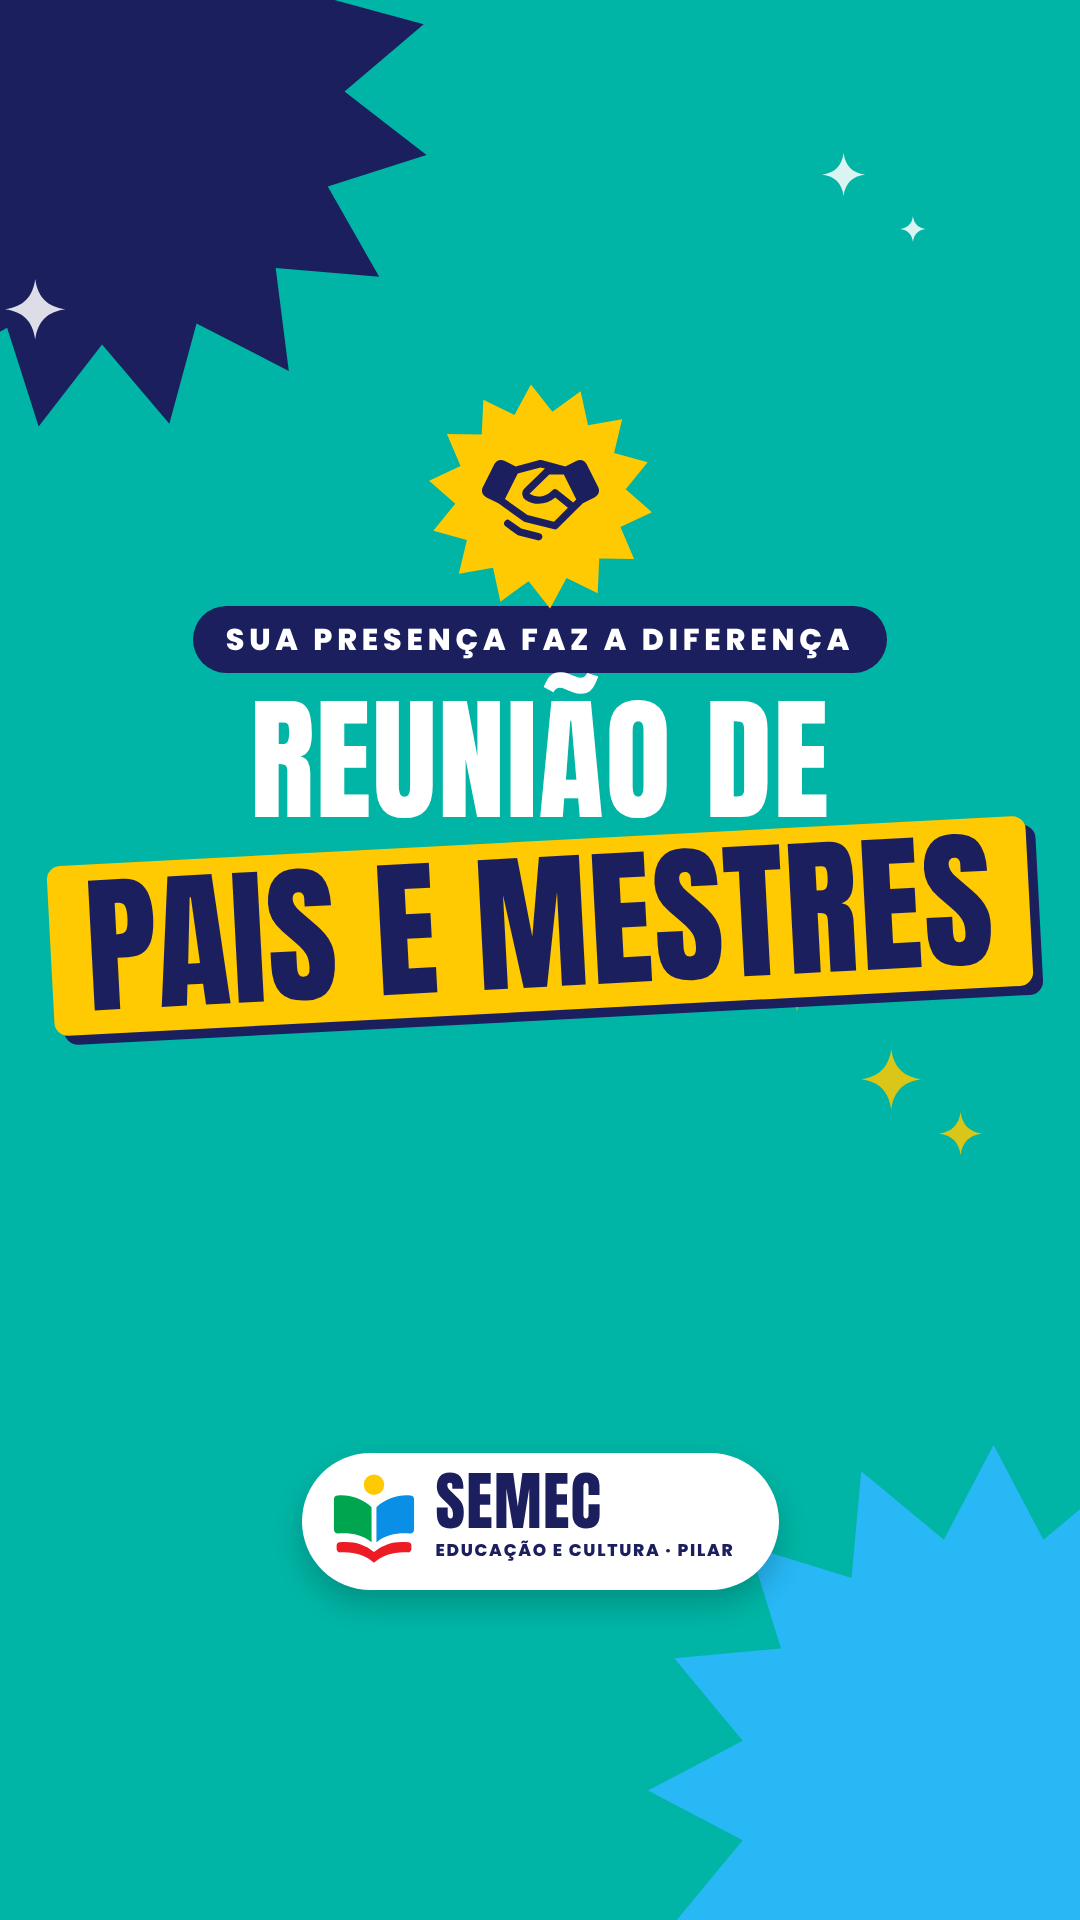 SUA PRESENÇA FAZ A DIFERENÇA
REUNIÃO DE
PAIS E MESTRES
SEMEC
EDUCAÇÃO E CULTURA · PILAR